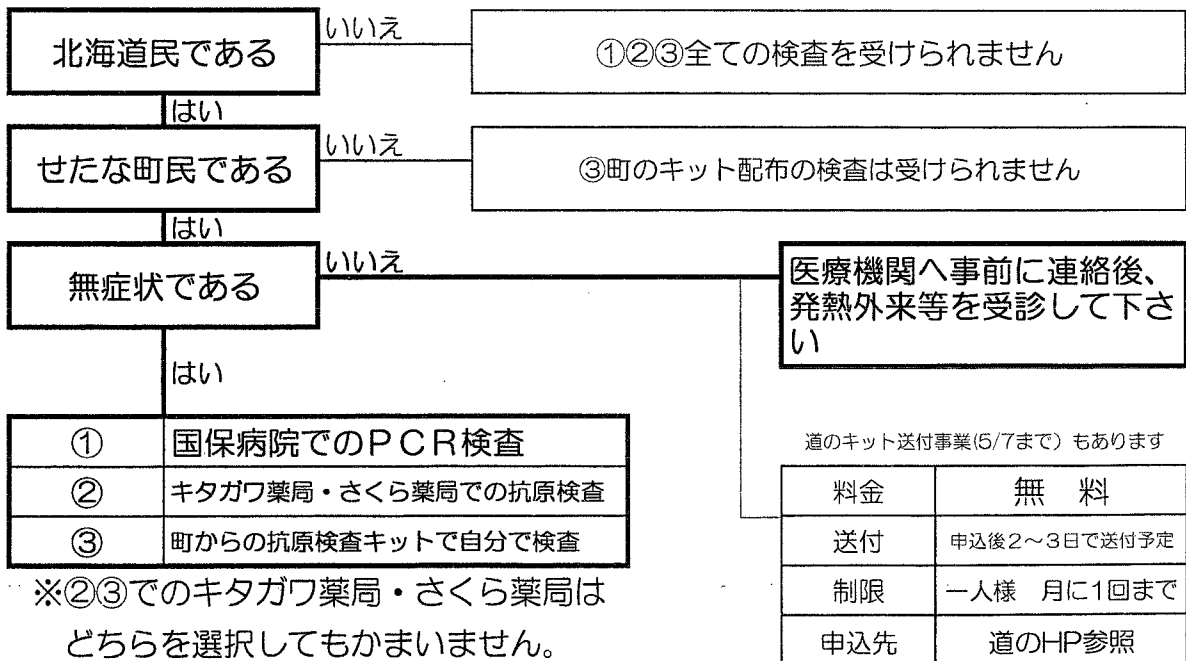 北海道民である
いいえ
①②③全ての検査を受けられません
はい
せたな町民である
いいえ
③町のキット配布の検査は受けられません
はい
無症状である
いいえ
医療機関へ事前に連絡後、
発熱外来等を受診して下さ
い
はい
① 国保病院でのPCR検査
② キタガワ薬局・さくら薬局での抗原検査
③ 町からの抗原検査キットで自分で検査
※②③でのキタガワ薬局・さくら薬局は
どちらを選択してもかまいません。
道のキット送付事業(5/7まで)もあります
料金 無 料
送付 申込後2～3日で送付予定
制限 一人様 月に1回まで
申込先 道のHP参照